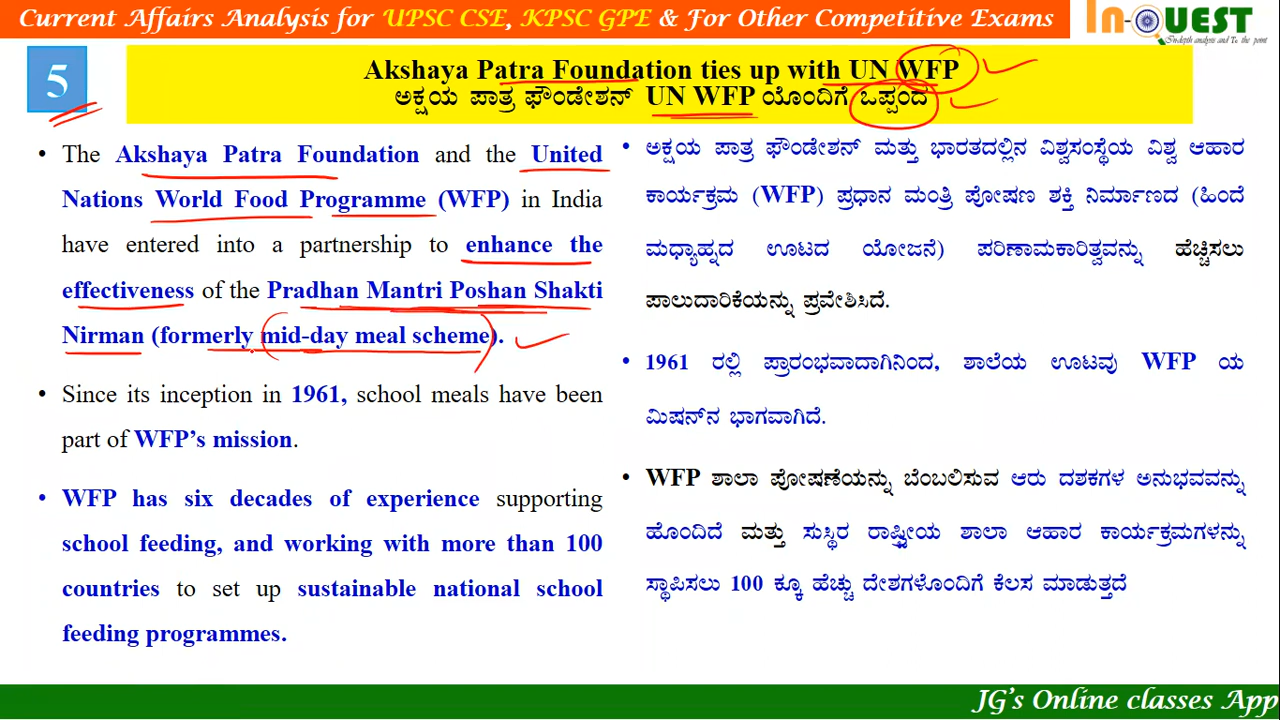 Current Affairs Analysis for UPSC CSE, KPSC GPE & For Other Competitive Exams
In-QUEST
In-depth analysis and To the point
5
Akshaya Patra Foundation ties up with UN WFP
ಅಕ್ಷಯ ಪಾತ್ರ ಫೌಂಡೇಶನ್ UN WFP ಯೊಂದಿಗೆ ಒಪ್ಪಂದ
• The Akshaya Patra Foundation and the United
Nations World Food Programme (WFP) in India
have entered into a partnership to enhance the
effectiveness of the Pradhan Mantri Poshan Shakti
Nirman (formerly mid-day meal scheme).
• Since its inception in 1961, school meals have been
part of WFP’s mission.
• WFP has six decades of experience supporting
school feeding, and working with more than 100
countries to set up sustainable national school
feeding programmes.
• ಅಕ್ಷಯ ಪಾತ್ರ ಫೌಂಡೇಶನ್ ಮತ್ತು ಭಾರತದಲ್ಲಿನ ವಿಶ್ವಸಂಸ್ಥೆಯ ವಿಶ್ವ ಆಹಾರ
ಕಾರ್ಯಕ್ರಮ (WFP) ಪ್ರಧಾನ ಮಂತ್ರಿ ಪೋಷಣ ಶಕ್ತಿ ನಿರ್ಮಾಣದ (ಹಿಂದೆ
ಮಧ್ಯಾಹ್ನದ ಊಟದ ಯೋಜನೆ) ಪರಿಣಾಮಕಾರಿತ್ವವನ್ನು ಹೆಚ್ಚಿಸಲು
ಪಾಲುದಾರಿಕೆಯನ್ನು ಪ್ರವೇಶಿಸಿದೆ.
• 1961 ರಲ್ಲಿ ಪ್ರಾರಂಭವಾದಾಗಿನಿಂದ, ಶಾಲೆಯ ಊಟವು WFP ಯ
ಮಿಷನ್‌ನ ಭಾಗವಾಗಿದೆ.
• WFP ಶಾಲಾ ಪೋಷಣೆಯನ್ನು ಬೆಂಬಲಿಸುವ ಆರು ದಶಕಗಳ ಅನುಭವವನ್ನು
ಹೊಂದಿದೆ ಮತ್ತು ಸುಸ್ಥಿರ ರಾಷ್ಟ್ರೀಯ ಶಾಲಾ ಆಹಾರ ಕಾರ್ಯಕ್ರಮಗಳನ್ನು
ಸ್ಥಾಪಿಸಲು 100 ಕ್ಕೂ ಹೆಚ್ಚು ದೇಶಗಳೊಂದಿಗೆ ಕೆಲಸ ಮಾಡುತ್ತದೆ
JG’s Online classes App